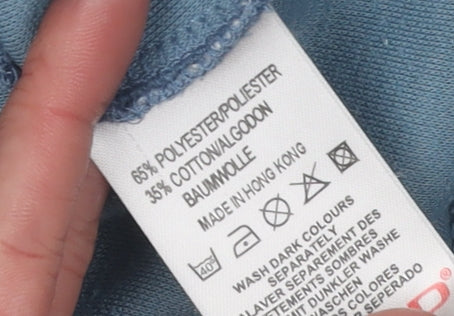 65% POLYESTER/POLIESTER
35% COTTON/ALGODON
BAUMWOLLE
MADE IN HONG KONG
40°
WASH DARK COLOURS
SEPARATELY
LAVER SEPAREMENT DES
VETEMENTS SOMBRES
MIT DUNKLER WASHE
WASCHEN
COLORES
SEPERADO